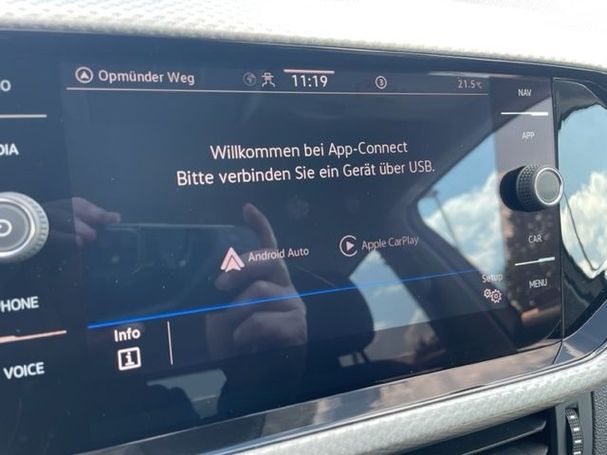 Opmünder Weg 11:19 3 21.5°C
NAV
APP
Willkommen bei App-Connect
Bitte verbinden Sie ein Gerät über USB.
Android Auto Apple CarPlay
CAR
Setup
MENU
Info
VOICE